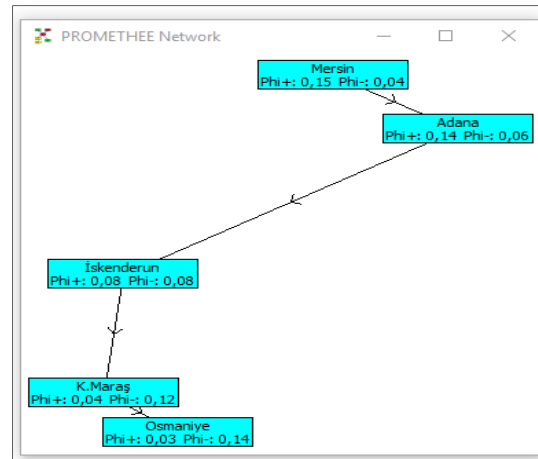 PROMETHEE Network
Mersin
Phi+: 0,15 Phi-: 0,04
Adana
Phi+: 0,14 Phi-: 0,06
İskenderun
Phi+: 0,08 Phi-: 0,08
K.Maraş
Phi+: 0,04 Phi-: 0,12
Osmaniye
Phi+: 0,03 Phi-: 0,14